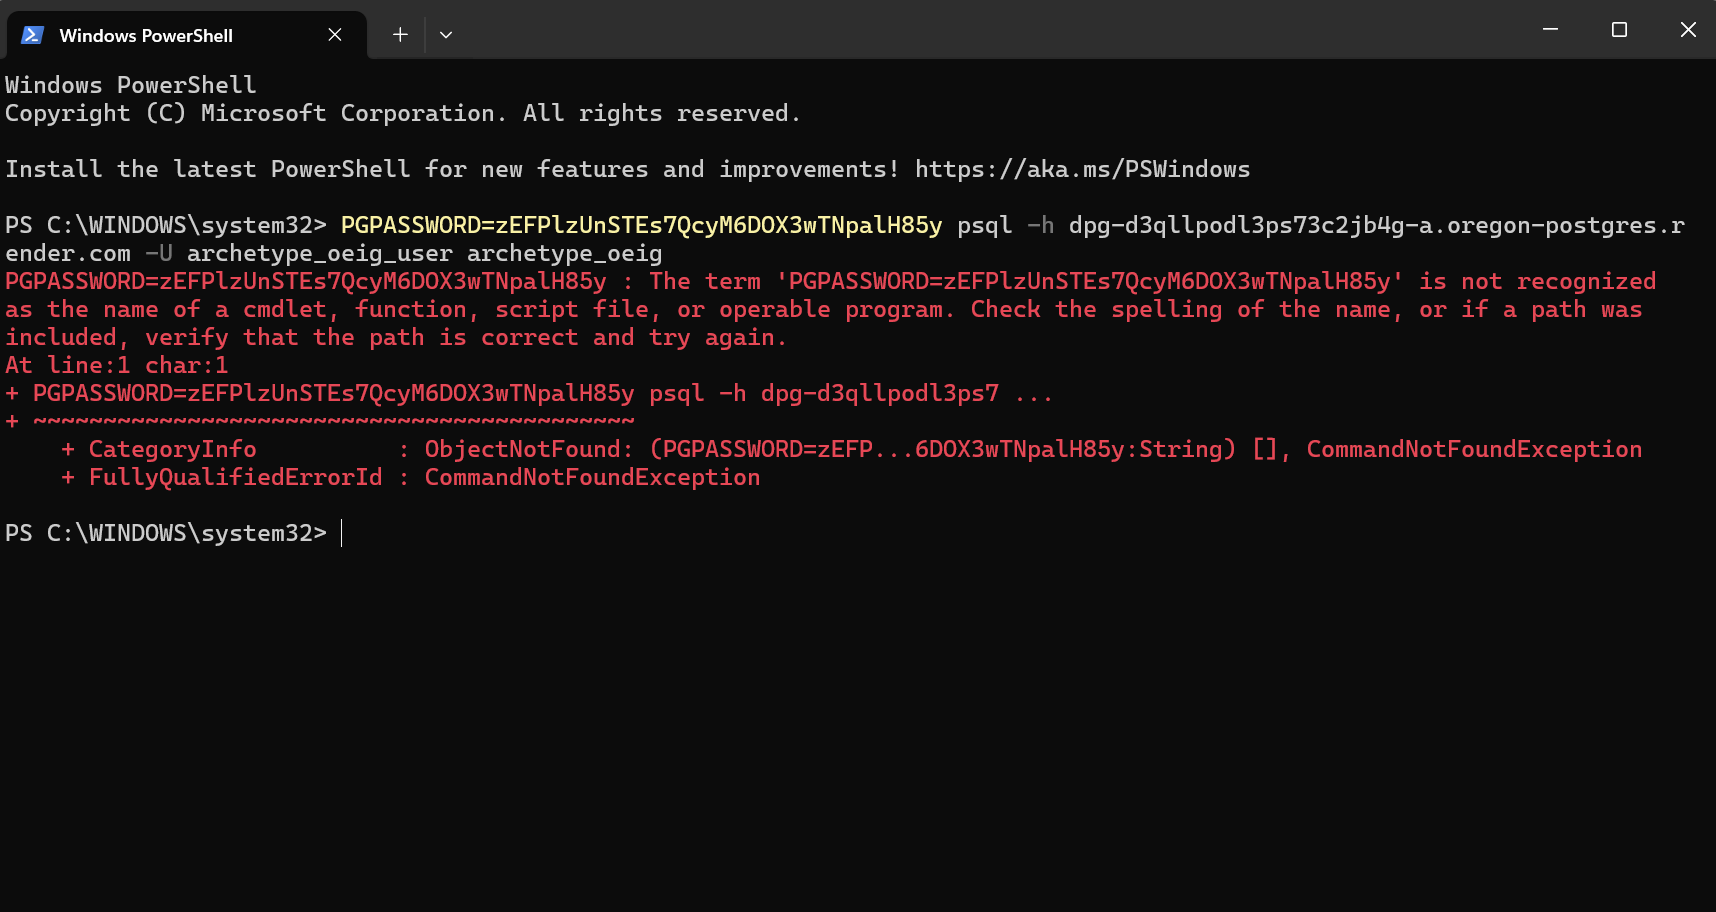 Windows PowerShell
Windows PowerShell
Copyright (C) Microsoft Corporation. All rights reserved.
Install the latest PowerShell for new features and improvements! https://aka.ms/PSWindows
PS C:\WINDOWS\system32> PGPASSWORD=zEFPlzUnSTEs7QcyM6DOX3wTNpalH85y psql -h dpg-d3qllpodl3ps73c2jb4g-a.oregon-postgres.r
ender.com -U archetype_oeig_user archetype_oeig
PGPASSWORD=zEFPlzUnSTEs7QcyM6DOX3wTNpalH85y : The term 'PGPASSWORD=zEFPlzUnSTEs7QcyM6DOX3wTNpalH85y' is not recognized
as the name of a cmdlet, function, script file, or operable program. Check the spelling of the name, or if a path was
included, verify that the path is correct and try again.
At line:1 char:1
+ PGPASSWORD=zEFPlzUnSTEs7QcyM6DOX3wTNpalH85y psql -h dpg-d3qllpodl3ps7 ...
+ ~~~~~~~~~~~~~~~~~~~~~~~~~~~~~~~~~~~~~~~~~~~
    + CategoryInfo          : ObjectNotFound: (PGPASSWORD=zEFP...6DOX3wTNpalH85y:String) [], CommandNotFoundException
    + FullyQualifiedErrorId : CommandNotFoundException
PS C:\WINDOWS\system32>